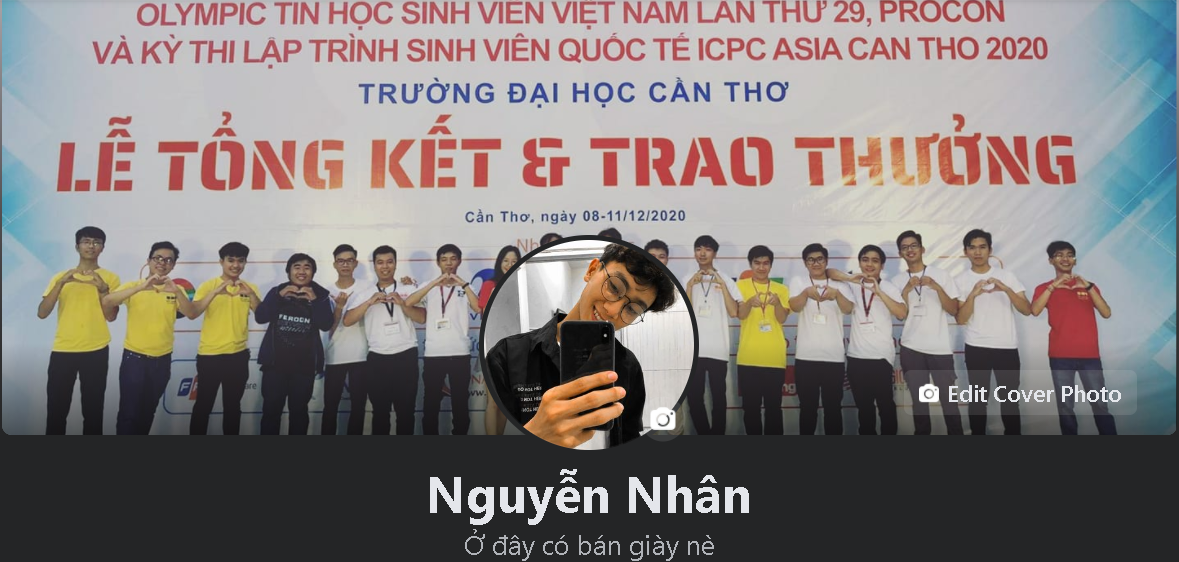 OLYMPIC TIN HỌC SINH VIÊN VIỆT NAM LẦN THỨ 29, PROCON
VÀ KỲ THI LẬP TRÌNH SINH VIÊN QUỐC TẾ ICPC ASIA CAN THO 2020
TRƯỜNG ĐẠI HỌC CẦN THƠ
LỄ TỔNG KẾT & TRAO THƯỞNG
Cần Thơ, ngày 08-11/12/2020
Nh
Edit Cover Photo
Nguyễn Nhân
Ở đây có bán giày nè